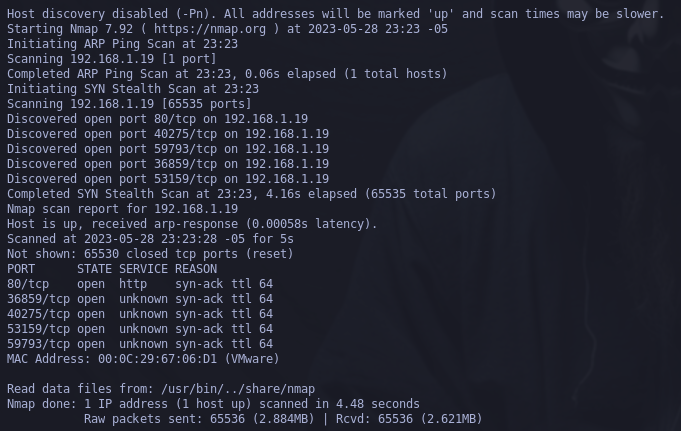 Host discovery disabled (-Pn). All addresses will be marked 'up' and scan times may be slower.
Starting Nmap 7.92 ( https://nmap.org ) at 2023-05-28 23:23 -05
Initiating ARP Ping Scan at 23:23
Scanning 192.168.1.19 [1 port]
Completed ARP Ping Scan at 23:23, 0.06s elapsed (1 total hosts)
Initiating SYN Stealth Scan at 23:23
Scanning 192.168.1.19 [65535 ports]
Discovered open port 80/tcp on 192.168.1.19
Discovered open port 40275/tcp on 192.168.1.19
Discovered open port 59793/tcp on 192.168.1.19
Discovered open port 36859/tcp on 192.168.1.19
Discovered open port 53159/tcp on 192.168.1.19
Completed SYN Stealth Scan at 23:23, 4.16s elapsed (65535 total ports)
Nmap scan report for 192.168.1.19
Host is up, received arp-response (0.00058s latency).
Scanned at 2023-05-28 23:23:28 -05 for 5s
Not shown: 65530 closed tcp ports (reset)
PORT      STATE SERVICE REASON
80/tcp    open  http    syn-ack ttl 64
36859/tcp open  unknown syn-ack ttl 64
40275/tcp open  unknown syn-ack ttl 64
53159/tcp open  unknown syn-ack ttl 64
59793/tcp open  unknown syn-ack ttl 64
MAC Address: 00:0C:29:67:06:D1 (VMware)

Read data files from: /usr/bin/../share/nmap
Nmap done: 1 IP address (1 host up) scanned in 4.48 seconds
           Raw packets sent: 65536 (2.884MB) | Rcvd: 65536 (2.621MB)